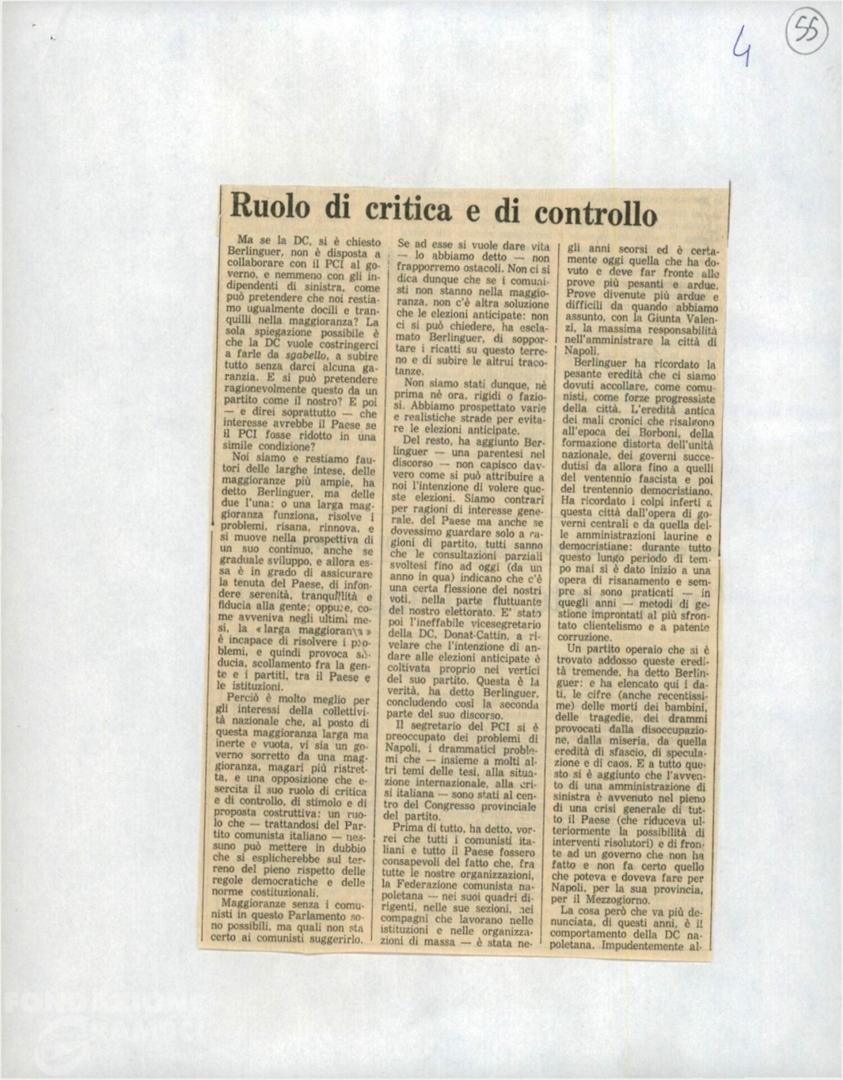 4
55
Ruolo di critica e di controllo
Ma se la DC, si è chiesto
Berlinguer, non è disposta a
collaborare con il PCI al go-
verno, e nemmeno con gli in-
dipendenti di sinistra, come
può pretendere che noi restia-
mo ugualmente docili e tran-
quilli nella maggioranza? La
sola spiegazione possibile è
che la DC vuole costringerci
a farle da sgabello, a subire
tutto senza darci alcuna ga-
ranzia. E si può pretendere
ragionevolmente questo da un
partito come il nostro? E poi
— e direi soprattutto — che
interesse avrebbe il Paese se
il PCI fosse ridotto in una
simile condizione?
Noi siamo e restiamo fau-
tori delle larghe intese, delle
maggioranze più ampie, ha
detto Berlinguer, ma delle
due l'una: o una larga mag-
gioranza funziona, risolve i
problemi, risana, rinnova, e
si muove nella prospettiva di
un suo continuo, anche se
graduale sviluppo, e allora es-
sa è in grado di assicurare
la tenuta del Paese, di infon-
dere serenità, tranquillità e
fiducia alla gente; oppure, co-
me avveniva negli ultimi me-
si, la «larga maggioranza»
è incapace di risolvere i pro-
blemi, e quindi provoca sfi-
ducia, scollamento fra la gen-
te e i partiti, tra il Paese e
le istituzioni.
Perciò è molto meglio per
gli interessi della collettivi-
tà nazionale che, al posto di
questa maggioranza larga ma
inerte e vuota, vi sia un go-
verno sorretto da una mag-
gioranza, magari più ristret-
ta, e una opposizione che e-
sercita il suo ruolo di critica
e di controllo, di stimolo e di
proposta costruttiva: un ruo-
lo che — trattandosi del Par-
tito comunista italiano — nes-
suno può mettere in dubbio
che si esplicherebbe sul ter-
reno del pieno rispetto delle
regole democratiche e delle
norme costituzionali.
Maggioranze senza i comu-
nisti in questo Parlamento so-
no possibili, ma quali non sta
certo ai comunisti suggerirlo.
Se ad esse si vuole dare vita
— lo abbiamo detto — non
frapporremo ostacoli. Non ci si
dica dunque che se i comuni-
sti non stanno nella maggio-
ranza, non c'è altra soluzione
che le elezioni anticipate: non
ci si può chiedere, ha escla-
mato Berlinguer, di soppor-
tare i ricatti su questo terre-
no e di subire le altrui traco-
tanze.
Non siamo stati dunque, nè
prima nè ora, rigidi o fazio-
si. Abbiamo prospettato varie
e realistiche strade per evita-
re le elezioni anticipate.
Del resto, ha aggiunto Ber-
linguer — una parentesi nel
discorso — non capisco dav-
vero come si può attribuire a
noi l'intenzione di volere que-
ste elezioni. Siamo contrari
per ragioni di interesse gene-
rale, del Paese ma anche se
dovessimo guardare solo a ra-
gioni di partito, tutti sanno
che le consultazioni parziali
svoltesi fino ad oggi (da un
anno in qua) indicano che c'è
una certa flessione dei nostri
voti, nella parte fluttuante
del nostro elettorato. E' stato
poi l'ineffabile vicesegretario
della DC, Donat-Cattin, a ri-
velare che l'intenzione di an-
dare alle elezioni anticipate è
coltivata proprio nei vertici
del suo partito. Questa è la
verità, ha detto Berlinguer,
concludendo così la seconda
parte del suo discorso.
Il segretario del PCI si è
preoccupato dei problemi di
Napoli, i drammatici proble-
mi che — insieme a molti al-
tri temi delle tesi, alla situa-
zione internazionale, alla cri-
si italiana — sono stati al cen-
tro del Congresso provinciale
del partito.
Prima di tutto, ha detto, vor-
rei che tutti i comunisti ita-
liani e tutto il Paese fossero
consapevoli del fatto che, fra
tutte le nostre organizzazioni,
la Federazione comunista na-
poletana — nei suoi quadri di-
rigenti, nelle sue sezioni, nei
compagni che lavorano nelle
istituzioni e nelle organizza-
zioni di massa — è stata ne-
gli anni scorsi ed è certa-
mente oggi quella che ha do-
vuto e deve far fronte alle
prove più pesanti e ardue.
Prove divenute più ardue e
difficili da quando abbiamo
assunto, con la Giunta Valen-
zi, la massima responsabilità
nell'amministrare la città di
Napoli.
Berlinguer ha ricordato la
pesante eredità che ci siamo
dovuti accollare, come comu-
nisti, come forze progressiste
della città. L'eredità antica
dei mali cronici che risalgono
all'epoca dei Borboni, della
formazione distorta dell'unità
nazionale, dei governi succe-
dutisi da allora fino a quelli
del ventennio fascista e poi
del trentennio democristiano.
Ha ricordato i colpi inferti a
questa città dall'opera di go-
verni centrali e da quella del-
le amministrazioni laurine e
democristiane: durante tutto
questo lungo periodo di tem-
po mai si è dato inizio a una
opera di risanamento e sem-
pre si sono praticati — in
quegli anni — metodi di ge-
stione improntati al più sfron-
tato clientelismo e a patente
corruzione.
Un partito operaio che si è
trovato addosso queste eredi-
tà tremende, ha detto Berlin-
guer: e ha elencato qui i da-
ti, le cifre (anche recentissi-
me) delle morti dei bambini,
delle tragedie, dei drammi
provocati dalla disoccupa-
zione, dalla miseria, da quella
eredità di sfascio, di specula-
zione e di caos. E a tutto que-
sto si è aggiunto che l'avven-
to di una amministrazione di
sinistra è avvenuto nel pieno
di una crisi generale di tut-
to il Paese (che riduceva ul-
teriormente la possibilità di
interventi risolutori) e di fron-
te ad un governo che non ha
fatto e non fa certo quello
che poteva e doveva fare per
Napoli, per la sua provincia,
per il Mezzogiorno.
La cosa però che va più de-
nunciata, di questi anni, è il
comportamento della DC na-
poletana. Impudentemente al-
FONDAZIONE
GRAMSCI